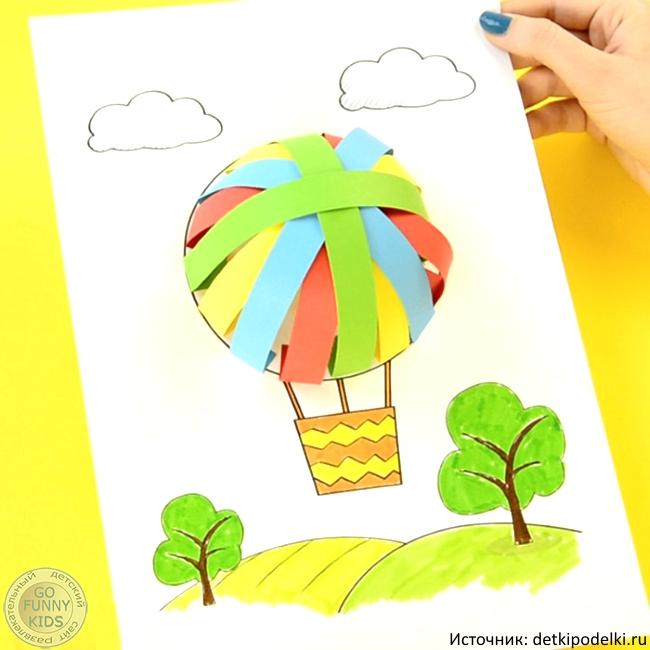 развлекательный детский сайт
GO
FUNNY
KIDS
Источник: detkipodelki.ru